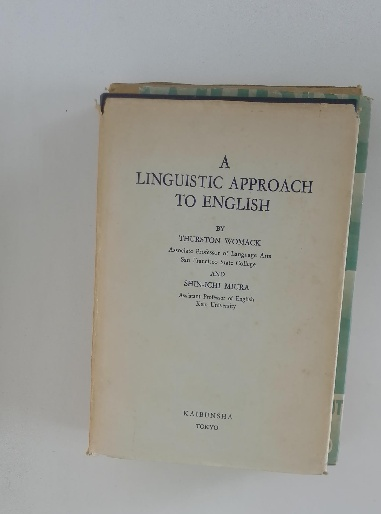 A
LINGUISTIC APPROACH
TO ENGLISH
BY
THURSTON WOMACK
Associate Professor of Language Arts
San Francisco State College
AND
SHIN-ICHI MIURA
Assistant Professor of English
Keio University
KAIBUNSHA
TOKYO